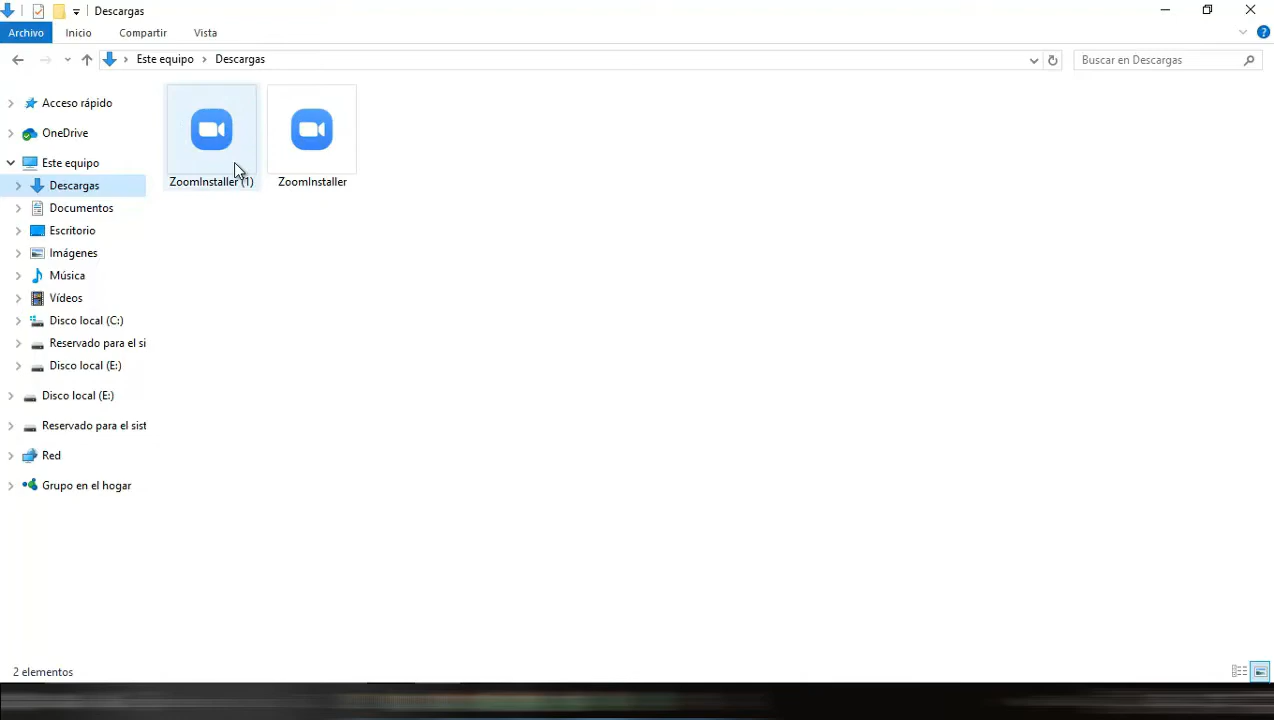 Descargas
Archivo Inicio Compartir Vista
Este equipo Descargas Buscar en Descargas
Acceso rápido
OneDrive
Este equipo
Descargas
Documentos
Escritorio
Imágenes
Música
Vídeos
Disco local (C:)
Reservado para el si
Disco local (E:)
Disco local (E:)
Reservado para el sist
Red
Grupo en el hogar
ZoomInstaller (1) ZoomInstaller
2 elementos